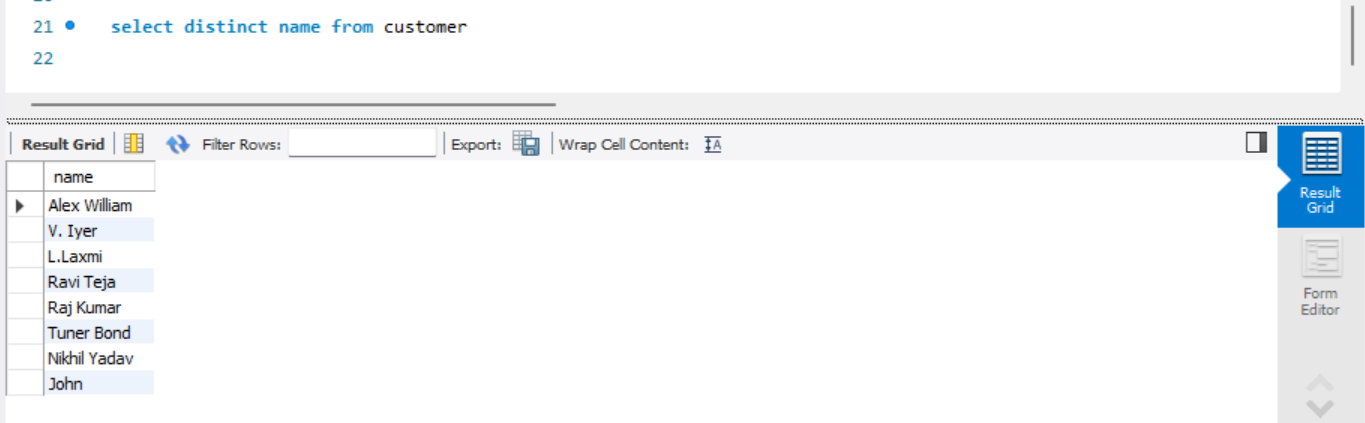 21 select distinct name from customer
22
Result Grid Filter Rows: Export: Wrap Cell Content: IA
name
Alex William
V. Iyer
L.Laxmi
Ravi Teja
Raj Kumar
Tuner Bond
Nikhil Yadav
John
Result
Grid
Form
Editor